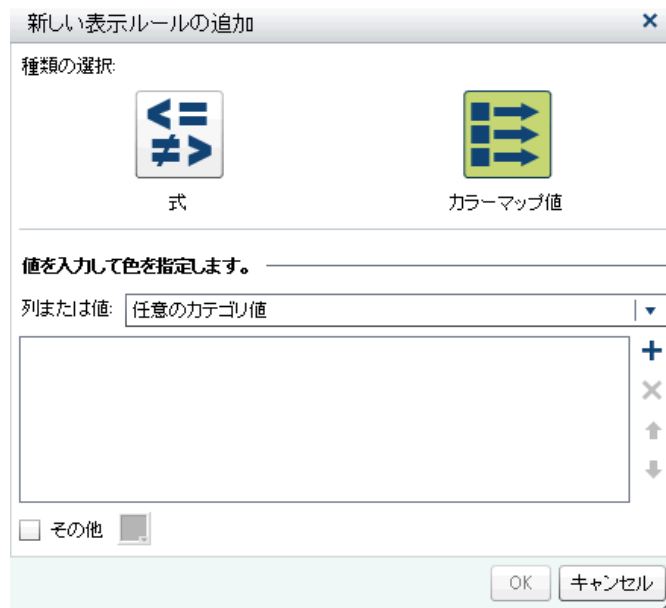 新しい表示ルールの追加
種類の選択:
式
カラーマップ値
値を入力して色を指定します。
列または値: 任意のカテゴリ値
その他
OK キャンセル